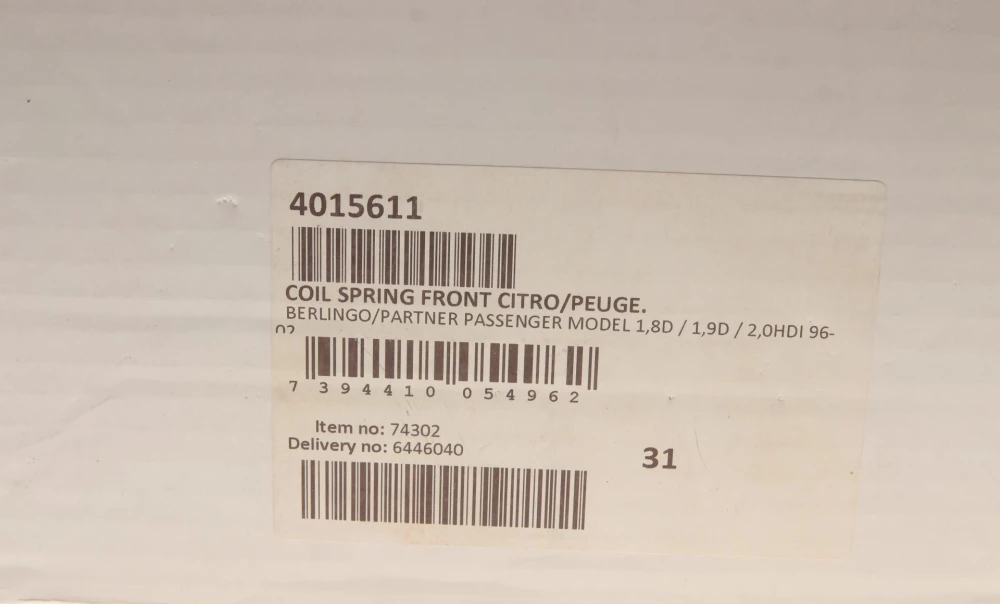 4015611
COIL SPRING FRONT CITRO/PEUGE.
BERLINGO/PARTNER PASSENGER MODEL 1,8D / 1,9D / 2,0HDI 96-
02
7 394410 054962
Item no: 74302
Delivery no: 6446040
31